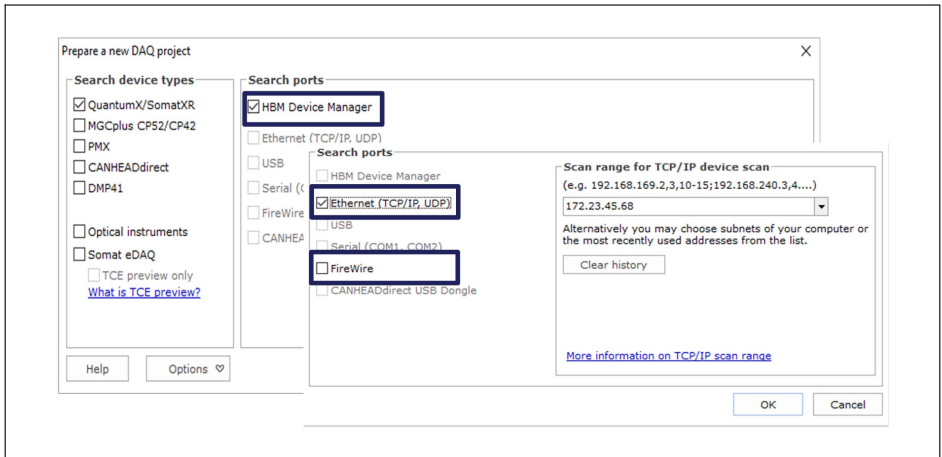 Prepare a new DAQ project
X
Search device types
QuantumX/SomatXR
MGCplus CP52/CP42
PMX
CANHEADdirect
DMP41
Optical instruments
Somat eDAQ
TCE preview only
What is TCE preview?
Help
Options
Search ports
HBM Device Manager
Ethernet (TCP/IP, UDP)
USB
Serial (
FireWire
CANHEA
Search ports
HBM Device Manager
Ethernet (TCP/IP, UDP)
USB
Serial (COM1, COM2)
FireWire
CANHEADdirect USB Dongle
Scan range for TCP/IP device scan
(e.g. 192.168.169.2,3,10-15;192.168.240.3,4....)
172.23.45.68
Alternatively you may choose subnets of your computer or
the most recently used addresses from the list.
Clear history
More information on TCP/IP scan range
OK
Cancel